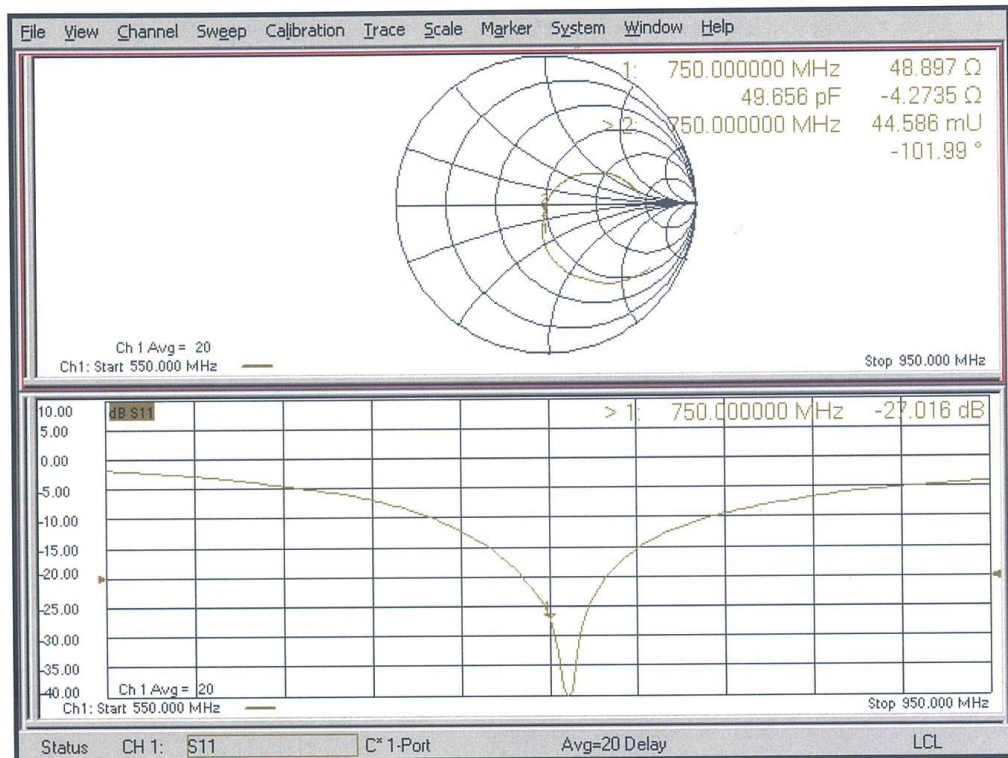 File View Channel Sweep Calibration Trace Scale Marker System Window Help
1: 750.000000 MHz 48.897 Ω
49.656 pF -4.2735 Ω
> 2: 750.000000 MHz 44.586 mU
-101.99 °
Ch 1 Avg = 20
Ch1: Start 550.000 MHz
Stop 950.000 MHz
10.00
dB S11
> 1: 750.000000 MHz -27.016 dB
5.00
0.00
-5.00
-10.00
-15.00
-20.00
-25.00
-30.00
-35.00
-40.00
Ch 1 Avg = 20
Ch1: Start 550.000 MHz
Stop 950.000 MHz
Status CH 1: S11 C* 1-Port Avg=20 Delay LCL